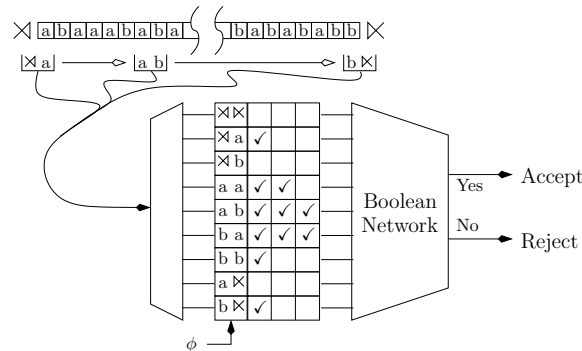 ⋊ a b a a a b a b a b a b a b a b b ⋉
⋊ a a b b ⋉
⋊ ⋉
⋊ a ✓
⋊ b
a a ✓ ✓
a b ✓ ✓ ✓
b a ✓ ✓ ✓
b b ✓
a ⋉
b ⋉ ✓
Boolean
Network
Yes
Accept
No
Reject
ϕ